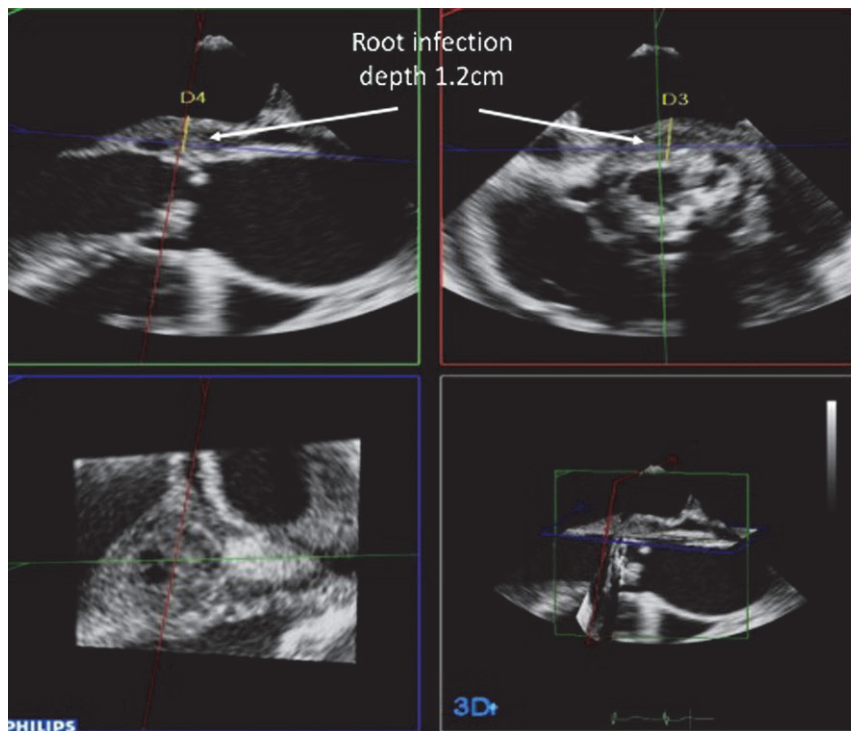 Root infection
depth 1.2cm
D4
D3
PHILIPS
3D